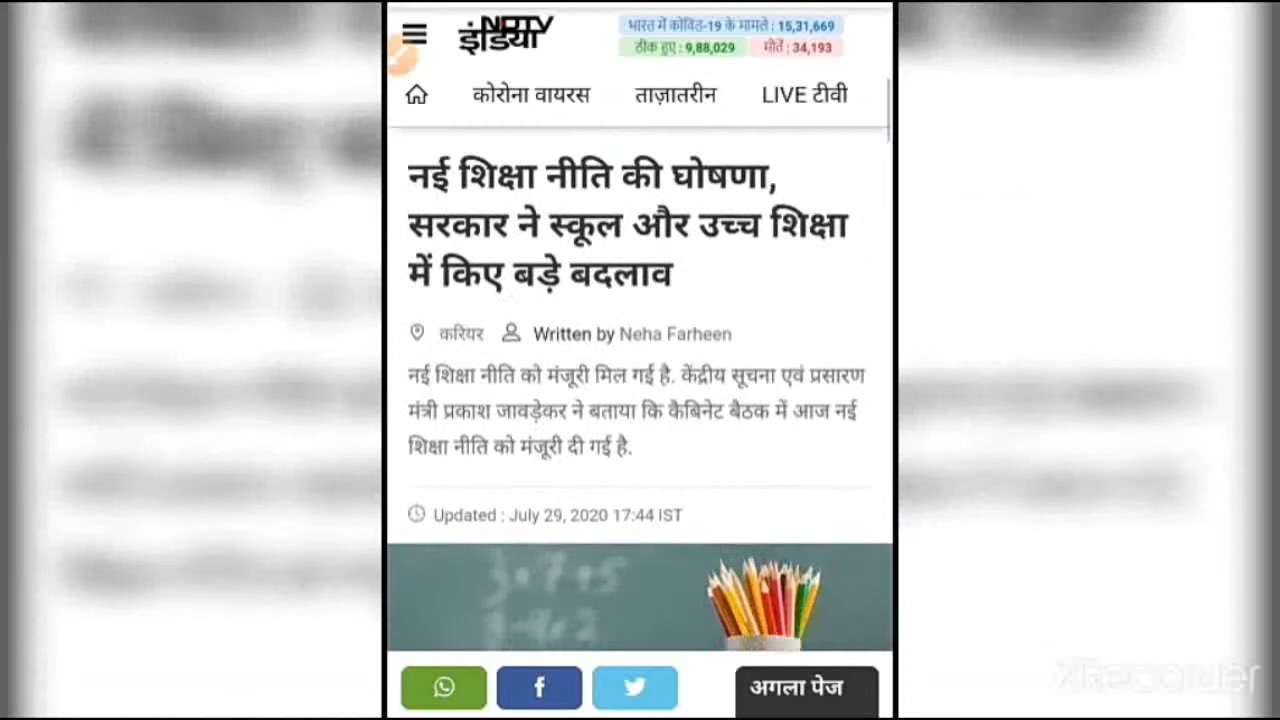 NDTV
इंडिया
भारत में कोविड-19 के मामले : 15,31,669
ठीक हुए : 9,88,029 मौतें : 34,193
कोरोना वायरस ताज़ातरीन LIVE टीवी
नई शिक्षा नीति की घोषणा,
सरकार ने स्कूल और उच्च शिक्षा
में किए बड़े बदलाव
करियर Written by Neha Farheen
नई शिक्षा नीति को मंजूरी मिल गई है. केंद्रीय सूचना एवं प्रसारण
मंत्री प्रकाश जावड़ेकर ने बताया कि कैबिनेट बैठक में आज नई
शिक्षा नीति को मंजूरी दी गई है.
Updated : July 29, 2020 17:44 IST
अगला पेज
XRecorder